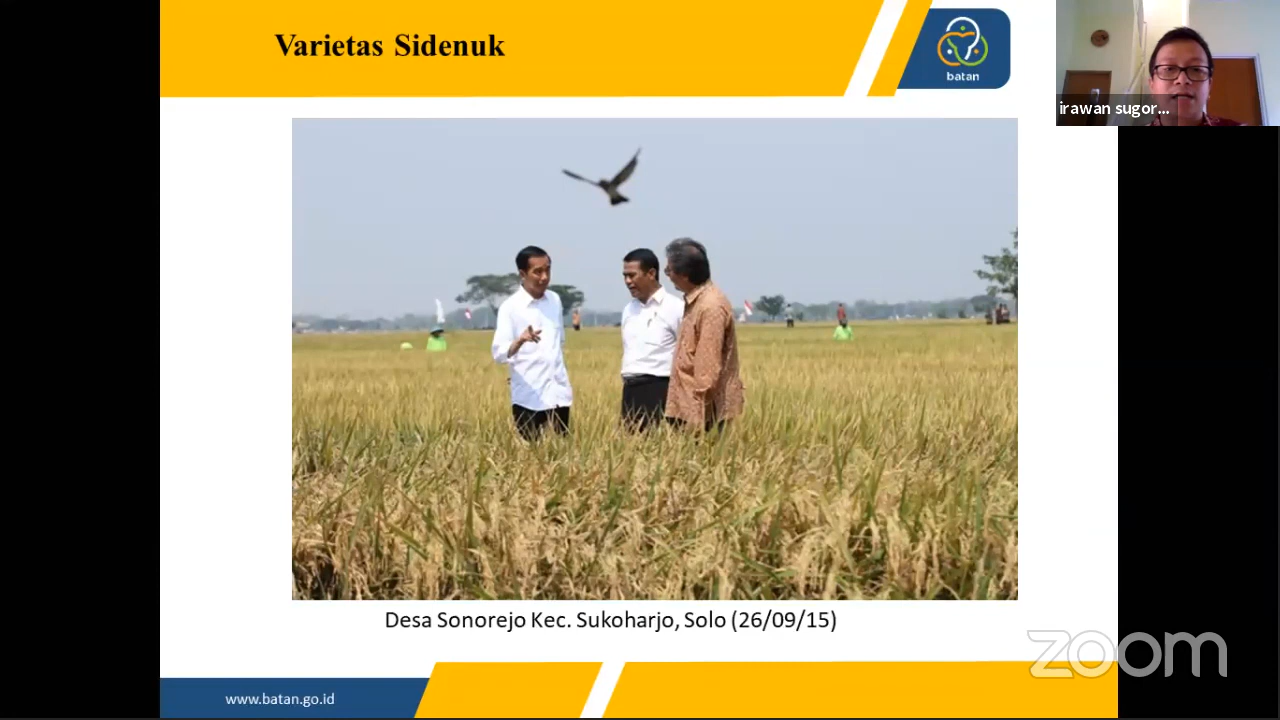 Varietas Sidenuk
batan
irawan sugor...
Desa Sonorejo Kec. Sukoharjo, Solo (26/09/15)
zoom
www.batan.go.id